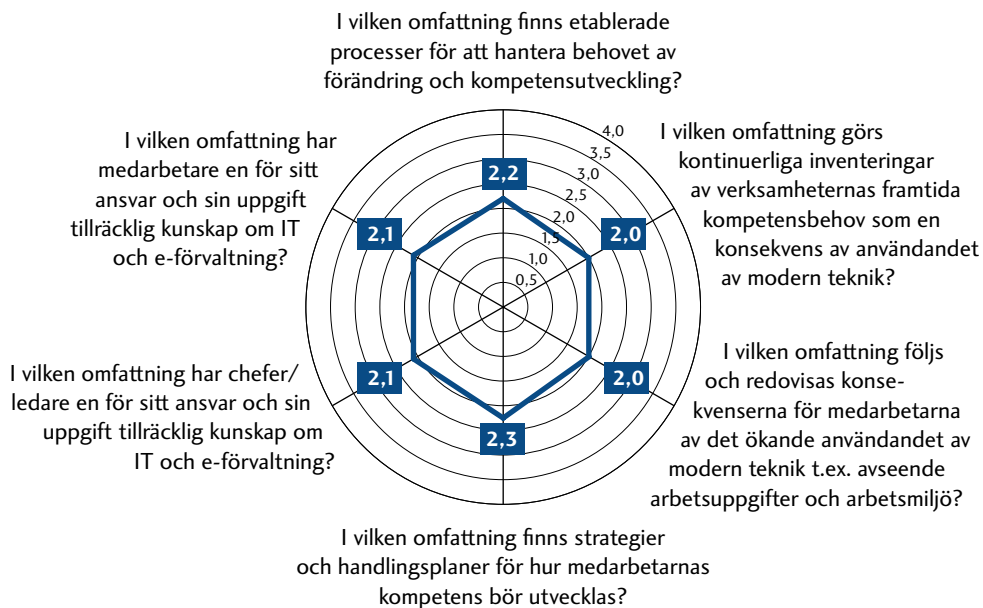 I vilken omfattning finns etablerade
processer för att hantera behovet av
förändring och kompetensutveckling?
I vilken omfattning har
medarbetare en för sitt
ansvar och sin uppgift
tillräcklig kunskap om IT
och e-förvaltning?
I vilken omfattning görs
kontinuerliga inventeringar
av verksamheternas framtida
kompetensbehov som en
konsekvens av användandet
av modern teknik?
4,0
3,5
3,0
2,5
2,0
1,5
1,0
0,5
2,2
2,1
2,0
2,1
2,0
2,3
I vilken omfattning har chefer/
ledare en för sitt ansvar och sin
uppgift tillräcklig kunskap om
IT och e-förvaltning?
I vilken omfattning följs
och redovisas konse-
kvenserna för medarbetarna
av det ökande användandet av
modern teknik t.ex. avseende
arbetsuppgifter och arbetsmiljö?
I vilken omfattning finns strategier
och handlingsplaner för hur medarbetarnas
kompetens bör utvecklas?